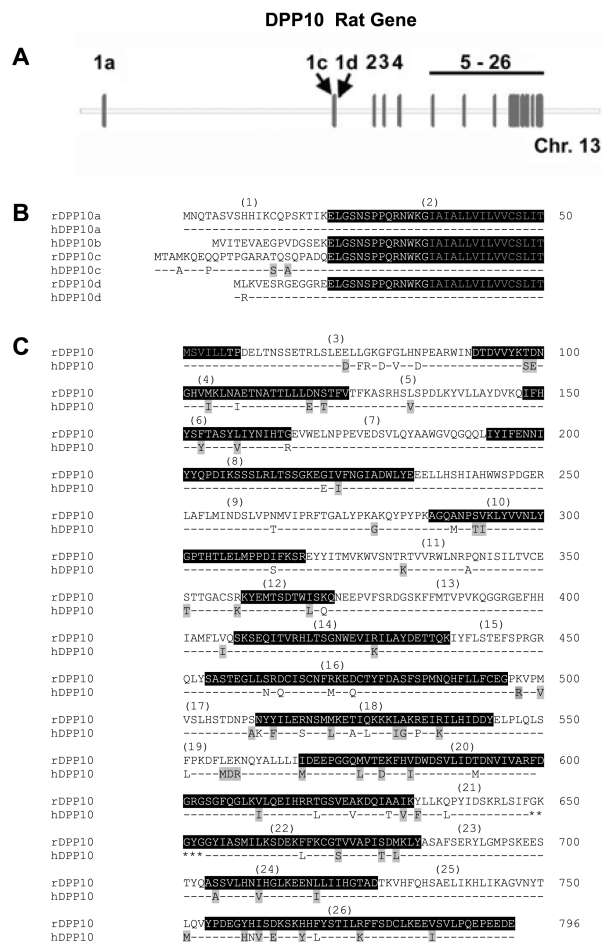 DPP10 Rat Gene
A
1a 1c 1d 2 3 4 5 - 26
Chr. 13
B
(1) (2)
rDPP10a MNQTASVSHHIKCQPSKTIKELGSNSPPQRNWKGIAIALLVILVVCSLIT 50
hDPP10a --------------------------------------------------
hDPP10b MVITEVAEGPVDGSEKELGSNSPPQRNWKGIAIALLVILVVCSLIT
rDPP10c MTAMKQEQQPTPGARATQSQPADQELGSNSPPQRNWKGIAIALLVILVVCSLIT
hDPP10c ---A---P--------S-A-----------------------------------
rDPP10d MLKVESRGEGGREELGSNSPPQRNWKGIAIALLVILVVCSLIT
hDPP10d -R-----------------------------------------
C
(3)
rDPP10 MSVILLTPDELTNSSETRLSLEELLGKGFGLHNPEARWINDTDVVYKTDN 100
hDPP10 ----------------------D-FR-D-V--D--------------SE-
(4) (5)
rDPP10 GHVMKLNAETNATTLLLDNSTFVTFKASRHSLSPDLKYVLLAYDVKQIFH 150
hDPP10 ---I---I---------E-T-----------V------------------
(6) (7)
rDPP10 YSFTASYLIYNIHTGEVWELNPPEVEDSVLQYAAWGVQGQQLIYIFENNI 200
hDPP10 --Y----V------R-----------------------------------
(8)
rDPP10 YYQPDIKSSSLRLTSSGKEGIVFNGIADWLYEEELLHSHIAHWWSPDGER 250
hDPP10 -------------------E-I----------------------------
(9) (10)
rDPP10 LAFLMINDSLVPNMVIPRFTGALYPKAKQYPYPKAGQANPSVKLYVVNLY 300
hDPP10 ------------T-------------G----------M--TI--------
(11)
rDPP10 GPTHTLELMPPDIFKSREYYITMVKWVSNTRTVVRWLNRPQNISILTVCE 350
hDPP10 ------------S-----------------K--------A----------
(12) (13)
rDPP10 STTGACSRKYEMTSDTWISKQNEEPVFSRDGSKFFMTVPVKQGGRGEFHH 400
hDPP10 T------K---------L-Q------------------------------
(14) (15)
rDPP10 IAMFLVQSKSEQITVRHLTSGNWEVIRILAYDETTQKIYFLSTEFSPRGR 450
hDPP10 -----I--------------------K-----------------------
(16)
rDPP10 QLYSASTEGLLSRDCISCNFRKEDCTYFDASFSPMNQHFLLFCEGPKVPM 500
hDPP10 -----------N-Q------M--Q----------------------R--V
(17) (18)
rDPP10 VSLHSTDNPSNYYILERNSMMKETIQKKKLAKREIRILHIDDYELPLQLS 550
hDPP10 ---------AK-F---S---L--A-L---IG-P--K--------------
(19) (20)
rDPP10 FPKDFLEKNQYALLLIIDEEPGGQMVTEKFHVDWDSVLIDTDNVIVARFD 600
hDPP10 L----MDR--------M-------M--D---I--------M---------
(21)
rDPP10 GRGSGFQGLKVLQEIHRRTGSVEAKDQIAAIKYLLKQPYIDSKRLSIFGK 650
hDPP10 ----------I-------L----V---T--V-F---L-----------**
(22) (23)
rDPP10 GYGGYIASMILKSDEKFFKCGTVVAPISDMKLYASAFSERYLGMPSKEES 700
hDPP10 ***-------------L----S-----T-L--------------------
(24) (25)
rDPP10 TYQASSVLHNIHGLKEENLLIIHGTADTKVHFQHSAELIKHLIKAGVNYT 750
hDPP10 ----A-----V-------I-------------------------------
(26)
rDPP10 LQVYPDEGYHISDKSKHHFYSTILRFFSDCLKEEVSVLPQEPEEDE 796
hDPP10 M-------HNV-E---Y-L-----K-----I---------------